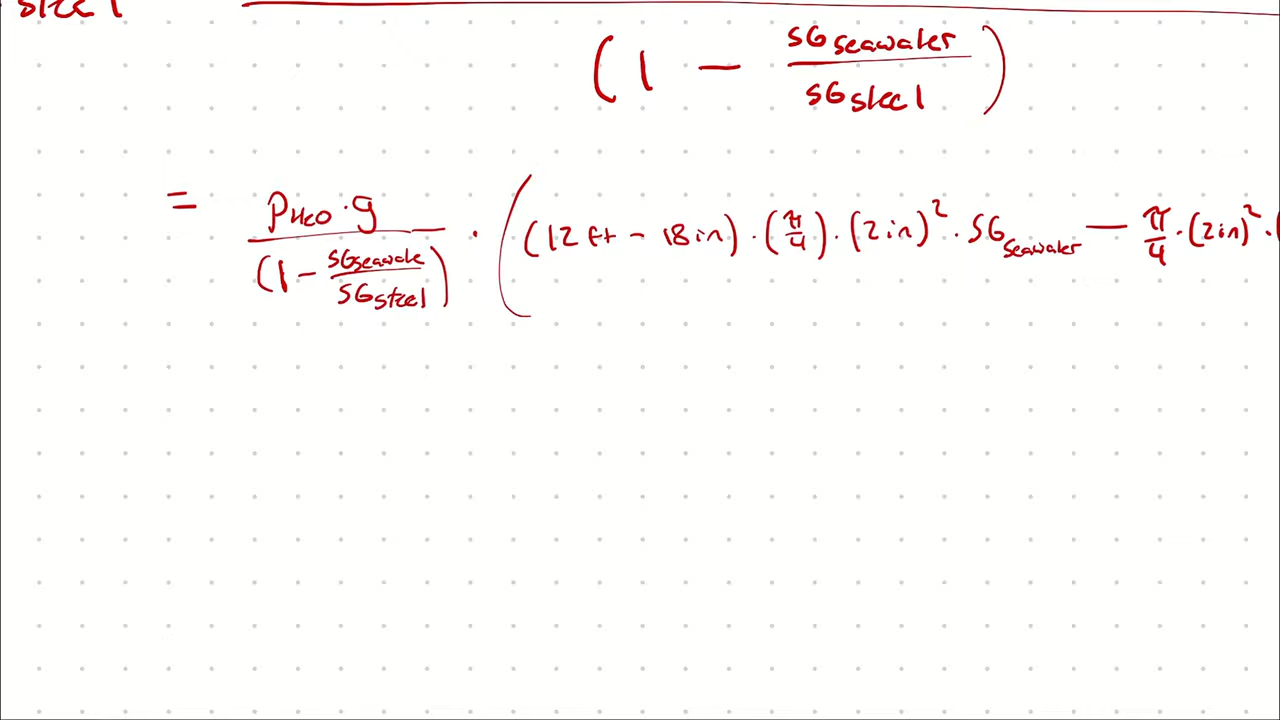 steel
(1 - SGseawater / SGsteel)
= ρH2O · g / (1 - SGseawate / SGsteel) · ((12 ft - 18 in) · (π/4) · (2 in)² · SGseawater - π/4 · (2 in)² · (